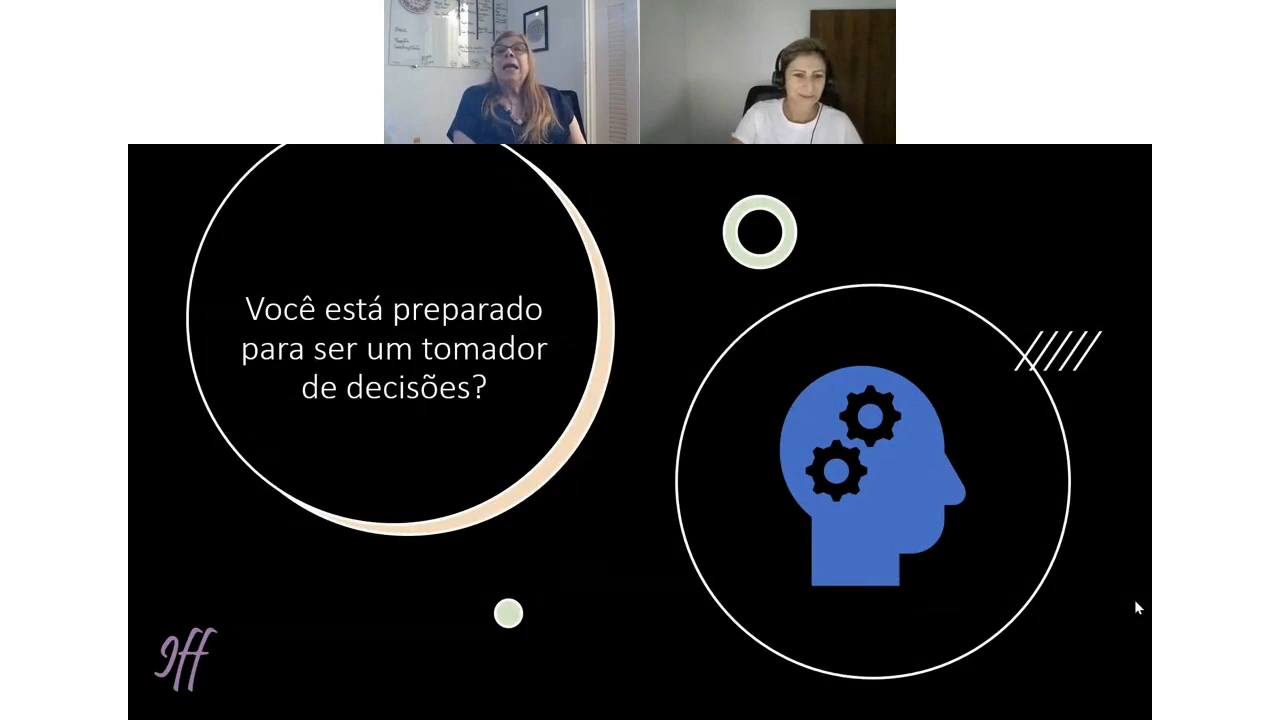 Você está preparado
para ser um tomador
de decisões?
Iff